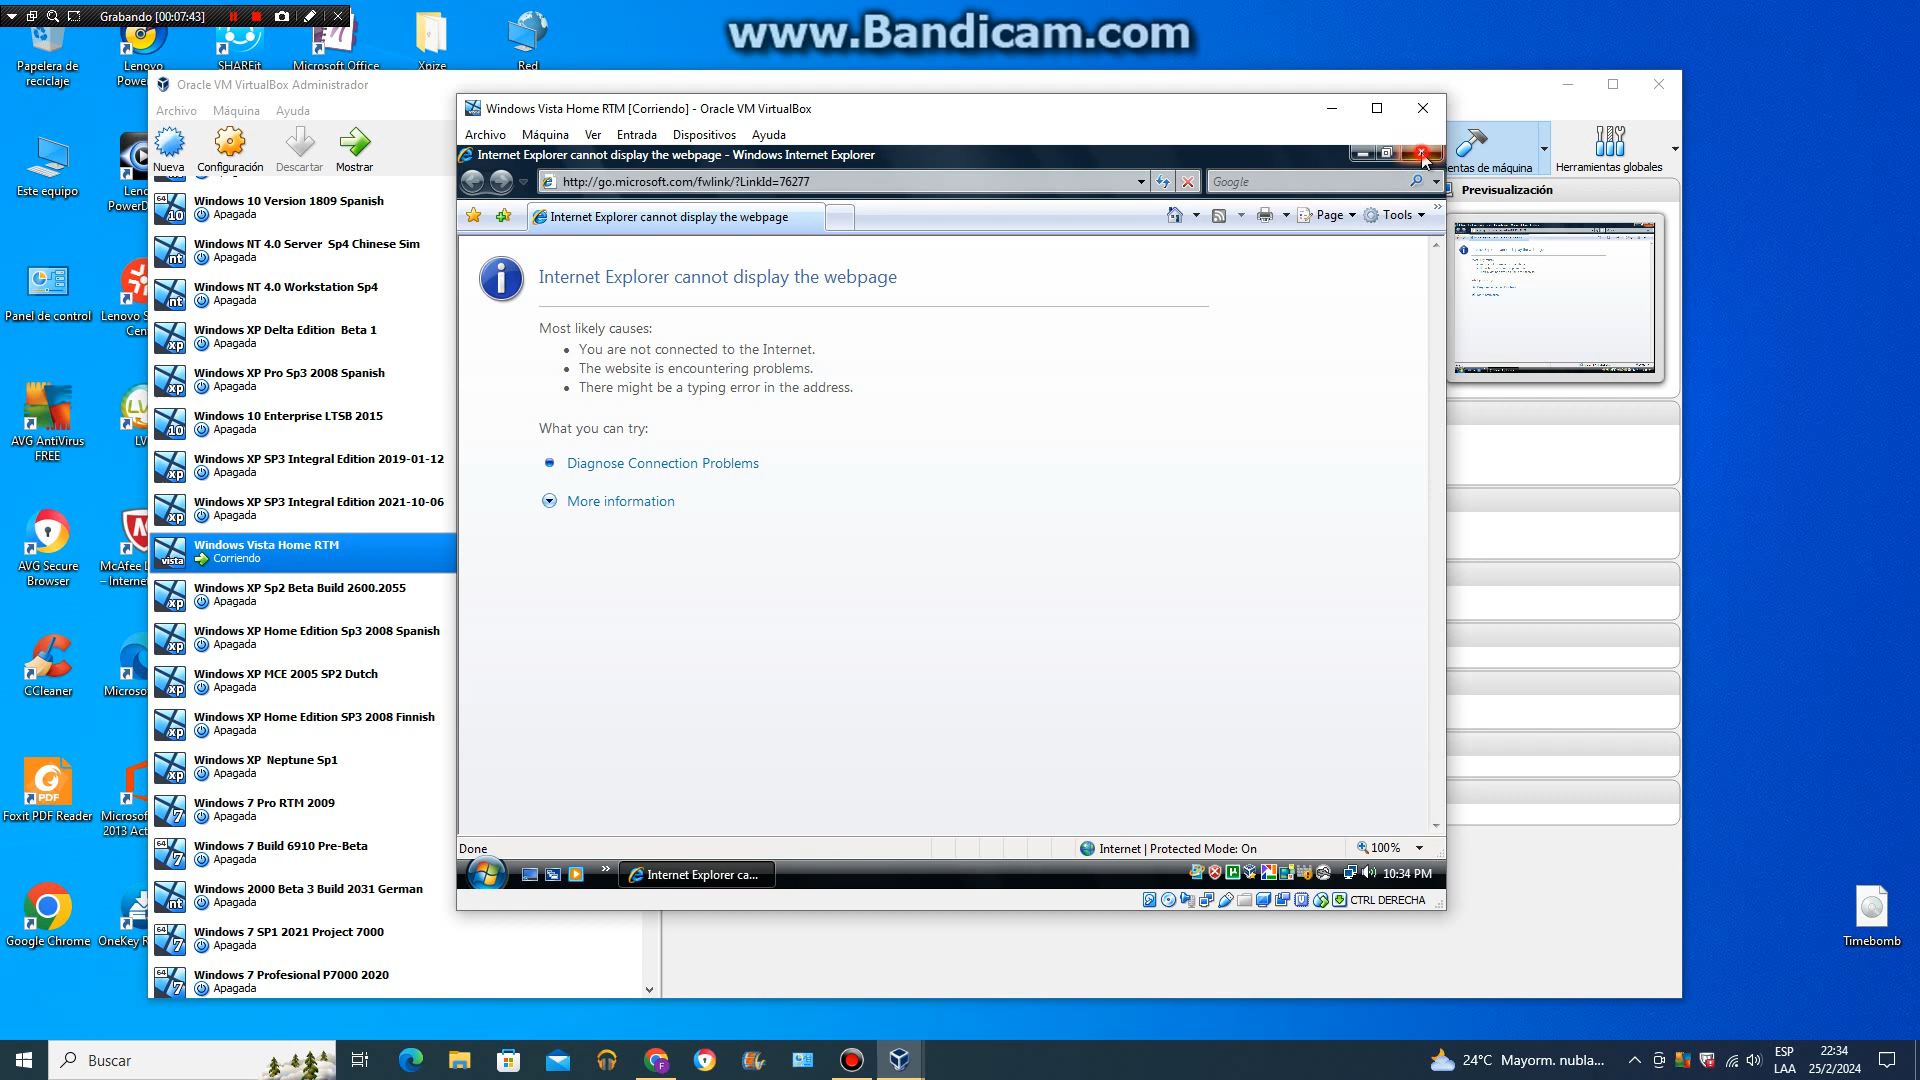 Grabando [00:07:43]
www.Bandicam.com
Papelera de
reciclaje
Lenovo
Power...
SHAREit
Microsoft Office
Xpize
Red
Este equipo
Panel de control
AVG AntiVirus
FREE
AVG Secure
Browser
CCleaner
Foxit PDF Reader
Google Chrome
Oracle VM VirtualBox Administrador
Archivo Máquina Ayuda
Nueva
Configuración
Descartar
Mostrar
Windows 10 Version 1809 Spanish
Apagada
Windows NT 4.0 Server Sp4 Chinese Sim
Apagada
Windows NT 4.0 Workstation Sp4
Apagada
Windows XP Delta Edition Beta 1
Apagada
Windows XP Pro Sp3 2008 Spanish
Apagada
Windows 10 Enterprise LTSB 2015
Apagada
Windows XP SP3 Integral Edition 2019-01-12
Apagada
Windows XP SP3 Integral Edition 2021-10-06
Apagada
Windows Vista Home RTM
Corriendo
Windows XP Sp2 Beta Build 2600.2055
Apagada
Windows XP Home Edition Sp3 2008 Spanish
Apagada
Windows XP MCE 2005 SP2 Dutch
Apagada
Windows XP Home Edition SP3 2008 Finnish
Apagada
Windows XP Neptune Sp1
Apagada
Windows 7 Pro RTM 2009
Apagada
Windows 7 Build 6910 Pre-Beta
Apagada
Windows 2000 Beta 3 Build 2031 German
Apagada
Windows 7 SP1 2021 Project 7000
Apagada
Windows 7 Profesional P7000 2020
Apagada
Windows Vista Home RTM [Corriendo] - Oracle VM VirtualBox
Archivo Máquina Ver Entrada Dispositivos Ayuda
Internet Explorer cannot display the webpage - Windows Internet Explorer
http://go.microsoft.com/fwlink/?LinkId=76277
Google
Internet Explorer cannot display the webpage
Page
Tools
Internet Explorer cannot display the webpage
Most likely causes:
You are not connected to the Internet.
The website is encountering problems.
There might be a typing error in the address.
What you can try:
Diagnose Connection Problems
More information
Done
Internet | Protected Mode: On
100%
Internet Explorer ca...
10:34 PM
CTRL DERECHA
Herramientas globales
Previsualización
Timebomb
Buscar
24°C Mayorm. nubla...
ESP
LAA
22:34
25/2/2024